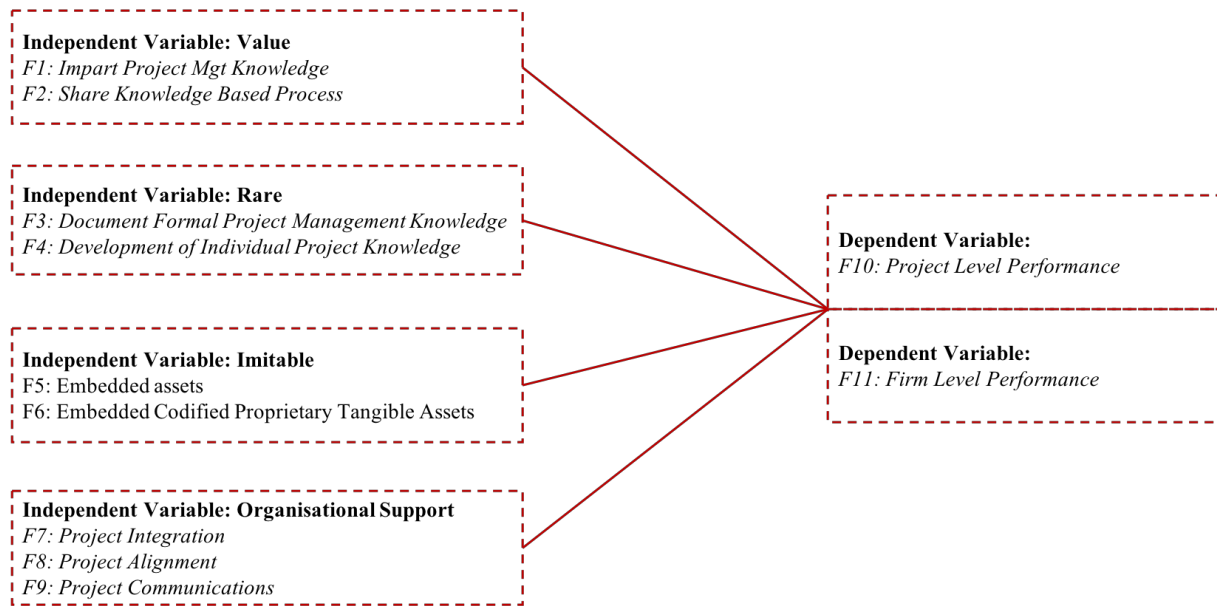 Independent Variable: Value
F1: Impart Project Mgt Knowledge
F2: Share Knowledge Based Process
Independent Variable: Rare
F3: Document Formal Project Management Knowledge
F4: Development of Individual Project Knowledge
Independent Variable: Imitable
F5: Embedded assets
F6: Embedded Codified Proprietary Tangible Assets
Independent Variable: Organisational Support
F7: Project Integration
F8: Project Alignment
F9: Project Communications
Dependent Variable:
F10: Project Level Performance
Dependent Variable:
F11: Firm Level Performance